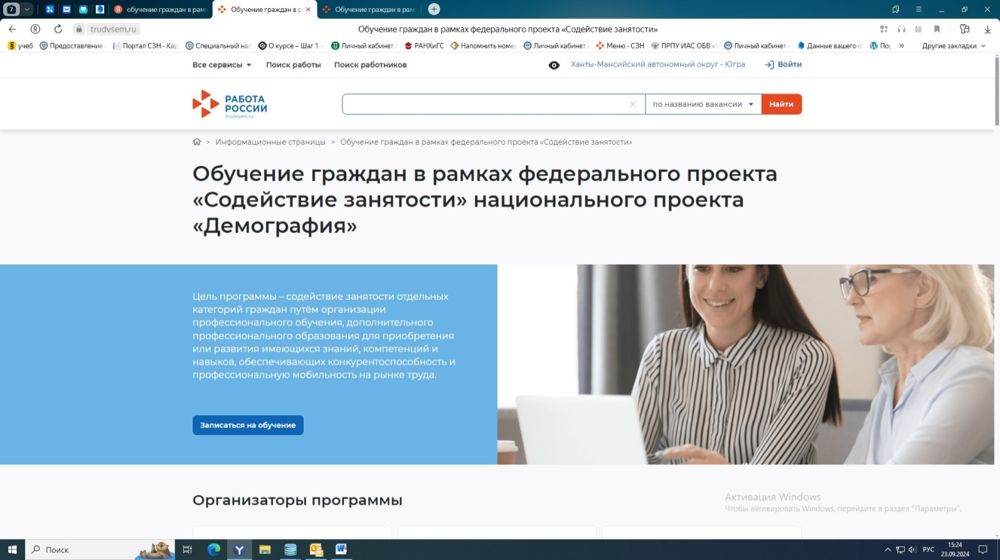 7
обучение граждан в рам
Обучение граждан в р
Обучение граждан в рам
trudvsem.ru
Обучение граждан в рамках федерального проекта «Содействие занятости»
учеб
Предоставление
Портал СЗН - Кар
Специальный нал
О курсе – Шаг 1 –
Личный кабинет
РАНХиГС
Напомнить номе
Личный кабинет
Меню - СЗН
ПРПУ ИАС ОБВ «
Личный кабинет
Данные вашего о
Другие закладки
Все сервисы
Поиск работы
Поиск работников
Ханты-Мансийский автономный округ - Югра
Войти
РАБОТА
РОССИИ
trudvsem.ru
по названию вакансии
Найти
> Информационные страницы > Обучение граждан в рамках федерального проекта «Содействие занятости»
Обучение граждан в рамках федерального проекта
«Содействие занятости» национального проекта
«Демография»
Цель программы – содействие занятости отдельных
категорий граждан путём организации
профессионального обучения, дополнительного
профессионального образования для приобретения
или развития имеющихся знаний, компетенций и
навыков, обеспечивающих конкурентоспособность и
профессиональную мобильность на рынке труда.
Записаться на обучение
Организаторы программы
Активация Windows
Чтобы активировать Windows, перейдите в раздел "Параметры".
Поиск
РУС
15:24
23.09.2024